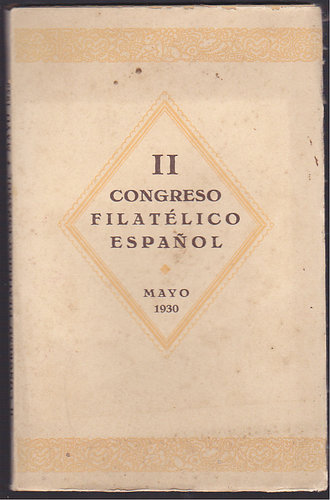 II
CONGRESO
FILATÉLICO
ESPAÑOL
MAYO
1930